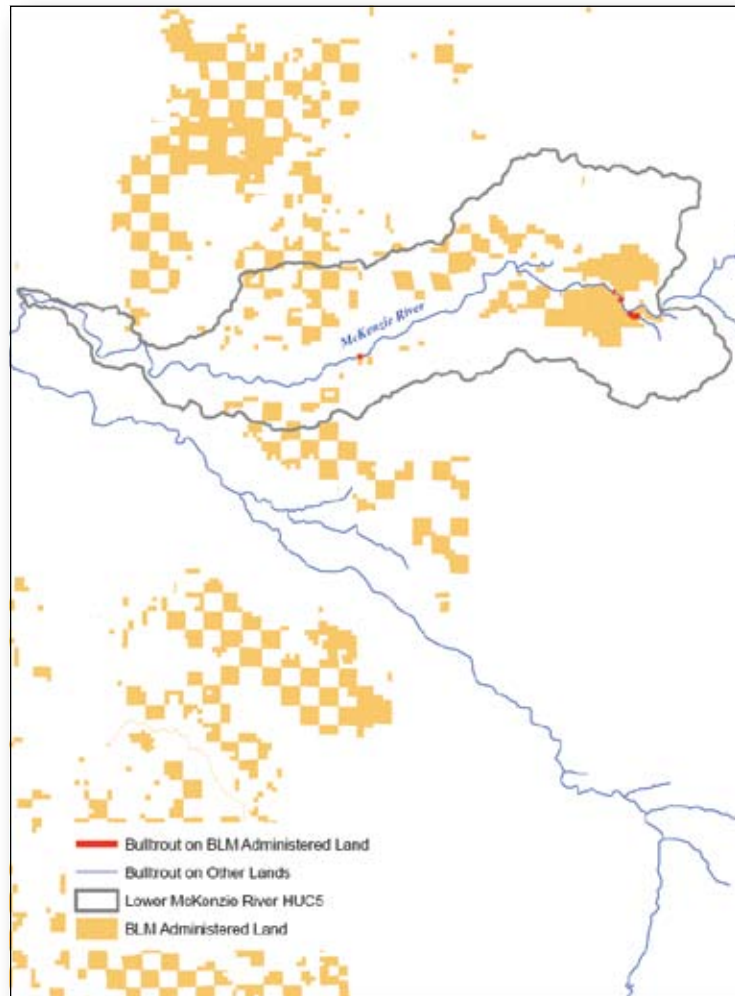 McKenzie River
Bulltrout on BLM Administered Land
Bulltrout on Other Lands
Lower McKenzie River HUC5
BLM Administered Land